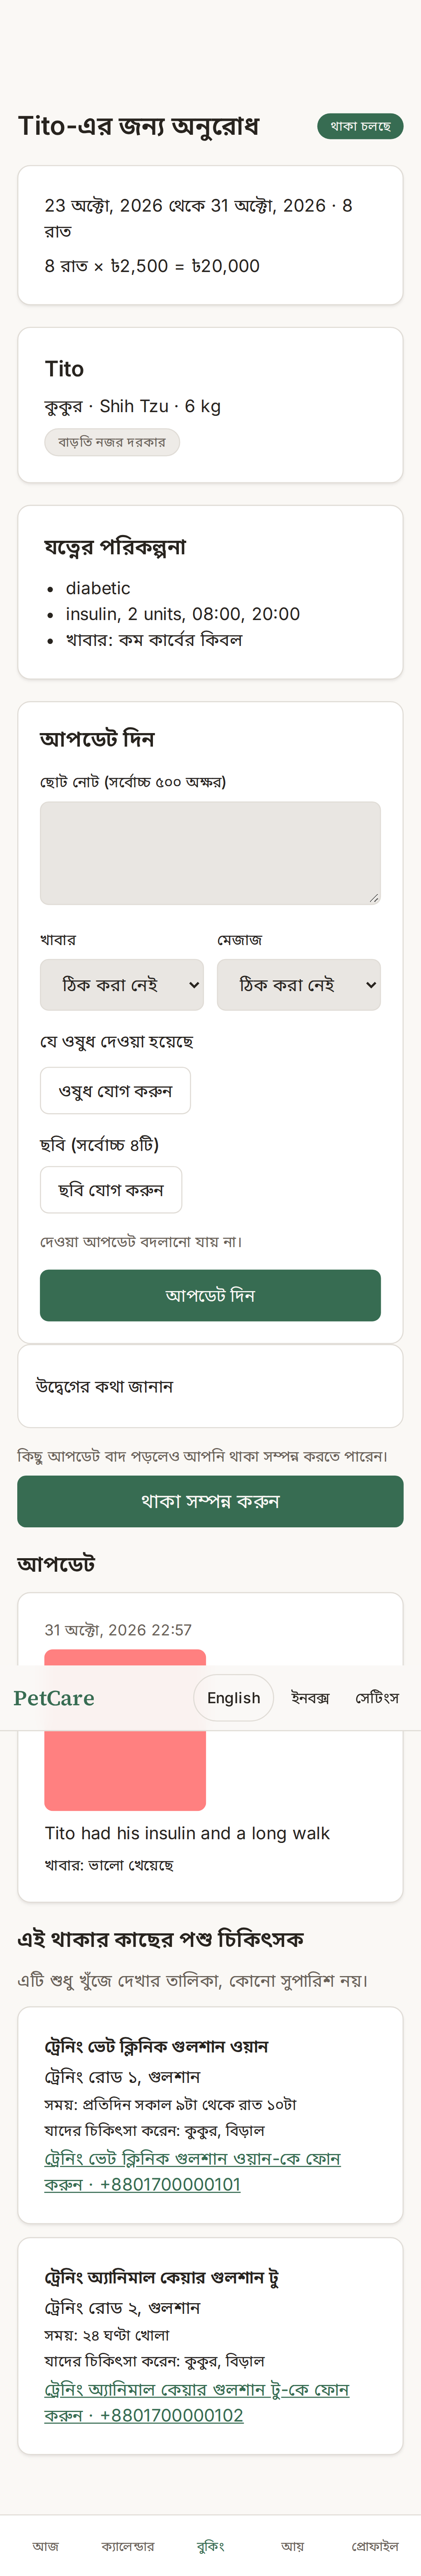 Tito-এর জন্য অনুরোধ
থাকা চলছে
23 অক্টো, 2026 থেকে 31 অক্টো, 2026 · 8
রাত
8 রাত × ৳2,500 = ৳20,000
Tito
কুকুর · Shih Tzu · 6 kg
বাড়তি নজর দরকার
যত্নের পরিকল্পনা
• diabetic
• insulin, 2 units, 08:00, 20:00
• খাবার: কম কার্বের কিবল
আপডেট দিন
ছোট নোট (সর্বোচ্চ ৫০০ অক্ষর)
খাবার
মেজাজ
ঠিক করা নেই
ঠিক করা নেই
যে ওষুধ দেওয়া হয়েছে
ওষুধ যোগ করুন
ছবি (সর্বোচ্চ ৪টি)
ছবি যোগ করুন
দেওয়া আপডেট বদলানো যায় না।
আপডেট দিন
উদ্বেগের কথা জানান
কিছু আপডেট বাদ পড়লেও আপনি থাকা সম্পন্ন করতে পারেন।
থাকা সম্পন্ন করুন
আপডেট
31 অক্টো, 2026 22:57
PetCare
English
ইনবক্স
সেটিংস
Tito had his insulin and a long walk
খাবার: ভালো খেয়েছে
এই থাকার কাছের পশু চিকিৎসক
এটি শুধু খুঁজে দেখার তালিকা, কোনো সুপারিশ নয়।
ট্রেনিং ভেট ক্লিনিক গুলশান ওয়ান
ট্রেনিং রোড ১, গুলশান
সময়: প্রতিদিন সকাল ৯টা থেকে রাত ১০টা
যাদের চিকিৎসা করেন: কুকুর, বিড়াল
ট্রেনিং ভেট ক্লিনিক গুলশান ওয়ান-কে ফোন
করুন · +8801700000101
ট্রেনিং অ্যানিমাল কেয়ার গুলশান টু
ট্রেনিং রোড ২, গুলশান
সময়: ২৪ ঘণ্টা খোলা
যাদের চিকিৎসা করেন: কুকুর, বিড়াল
ট্রেনিং অ্যানিমাল কেয়ার গুলশান টু-কে ফোন
করুন · +8801700000102
আজ
ক্যালেন্ডার
বুকিং
আয়
প্রোফাইল